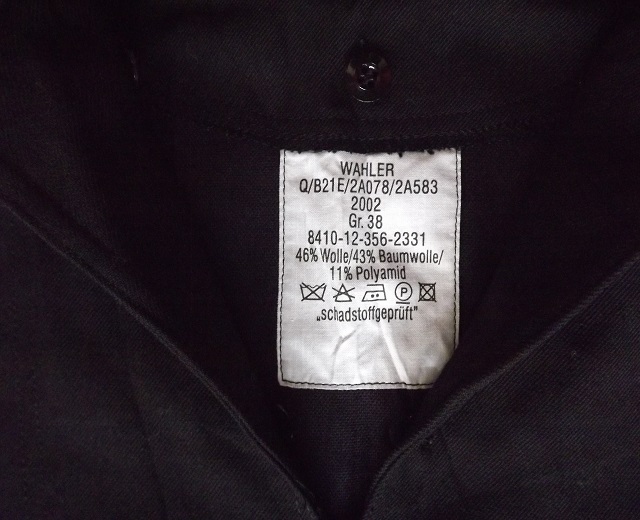 WAHLER
Q/B21E/2A078/2A583
2002
Gr. 38
8410-12-356-2331
46% Wolle/43% Baumwolle/
11% Polyamid
P
„schadstoffgeprüft"